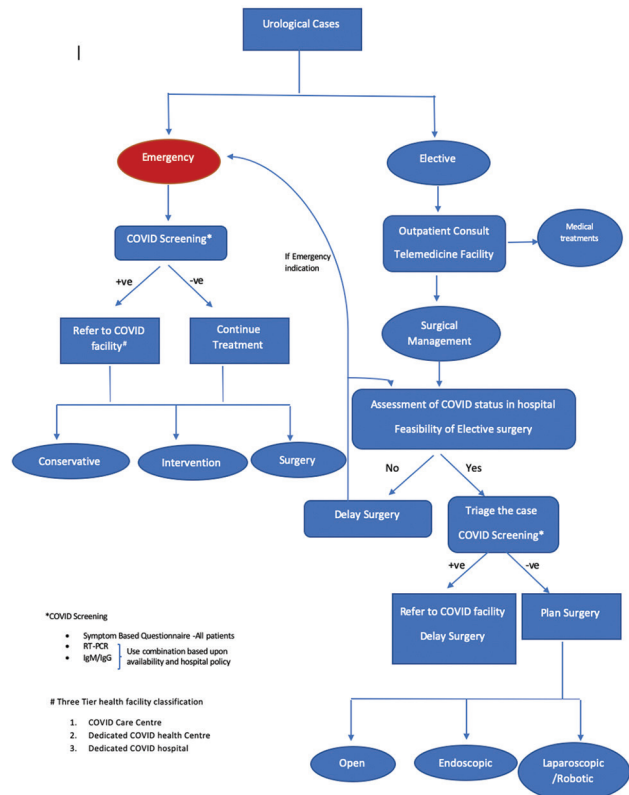 Urological Cases
Emergency
Elective
COVID Screening*
Outpatient Consult
Telemedicine Facility
Medical
treatments
If Emergency
indication
+ve
-ve
Refer to COVID
facility#
Continue
Treatment
Surgical
Management
Assessment of COVID status in hospital
Feasibility of Elective surgery
Conservative
Intervention
Surgery
No
Yes
Delay Surgery
Triage the case
COVID Screening*
+ve
-ve
Refer to COVID facility
Delay Surgery
Plan Surgery
*COVID Screening
• Symptom Based Questionnaire -All patients
• RT-PCR
• IgM/IgG
Use combination based upon
availability and hospital policy
# Three Tier health facility classification
1. COVID Care Centre
2. Dedicated COVID health Centre
3. Dedicated COVID hospital
Open
Endoscopic
Laparoscopic
/Robotic